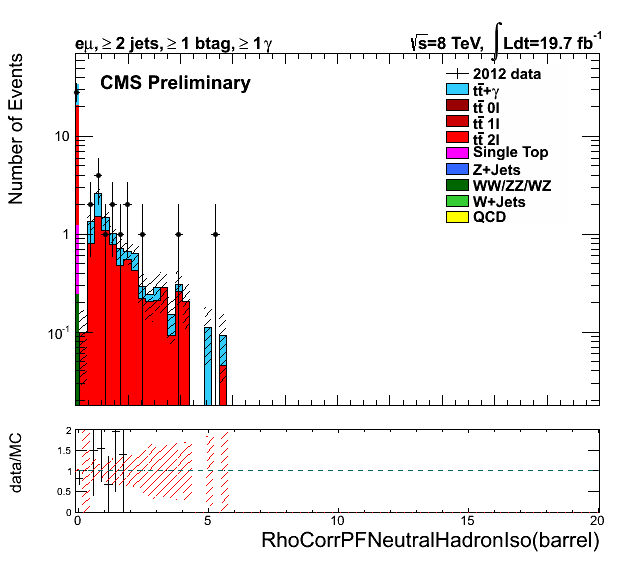 eμ, ≥ 2 jets, ≥ 1 btag, ≥ 1γ
√s=8 TeV, ∫Ldt=19.7 fb⁻¹
CMS Preliminary
2012 data
tt̅+γ
tt̅ 0l
tt̅ 1l
tt̅ 2l
Single Top
Z+Jets
WW/ZZ/WZ
W+Jets
QCD
Number of Events
10
1
10⁻¹
data/MC
2
1.5
1
0.5
0
0 5 10 15 20
RhoCorrPFNeutralHadronIso(barrel)